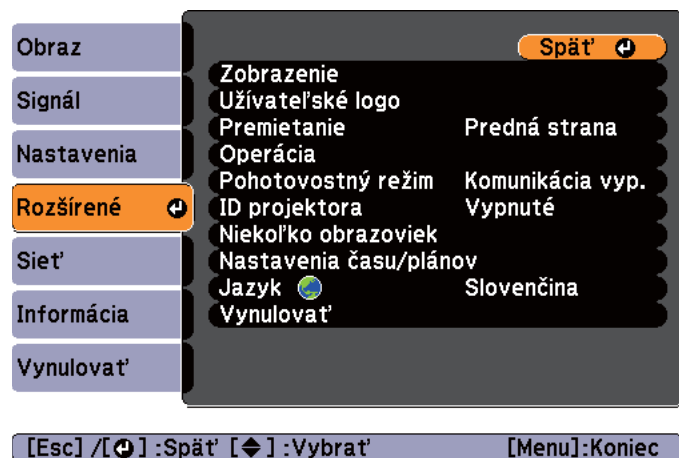 Obraz
Signál
Nastavenia
Rozšírené
Sieť
Informácia
Vynulovať
Späť
Zobrazenie
Užívateľské logo
Premietanie Predná strana
Operácia
Pohotovostný režim Komunikácia vyp.
ID projektora Vypnuté
Niekoľko obrazoviek
Nastavenia času/plánov
Jazyk Slovenčina
Vynulovať
[Esc] /[ ] :Späť [ ] :Vybrať [Menu]:Koniec